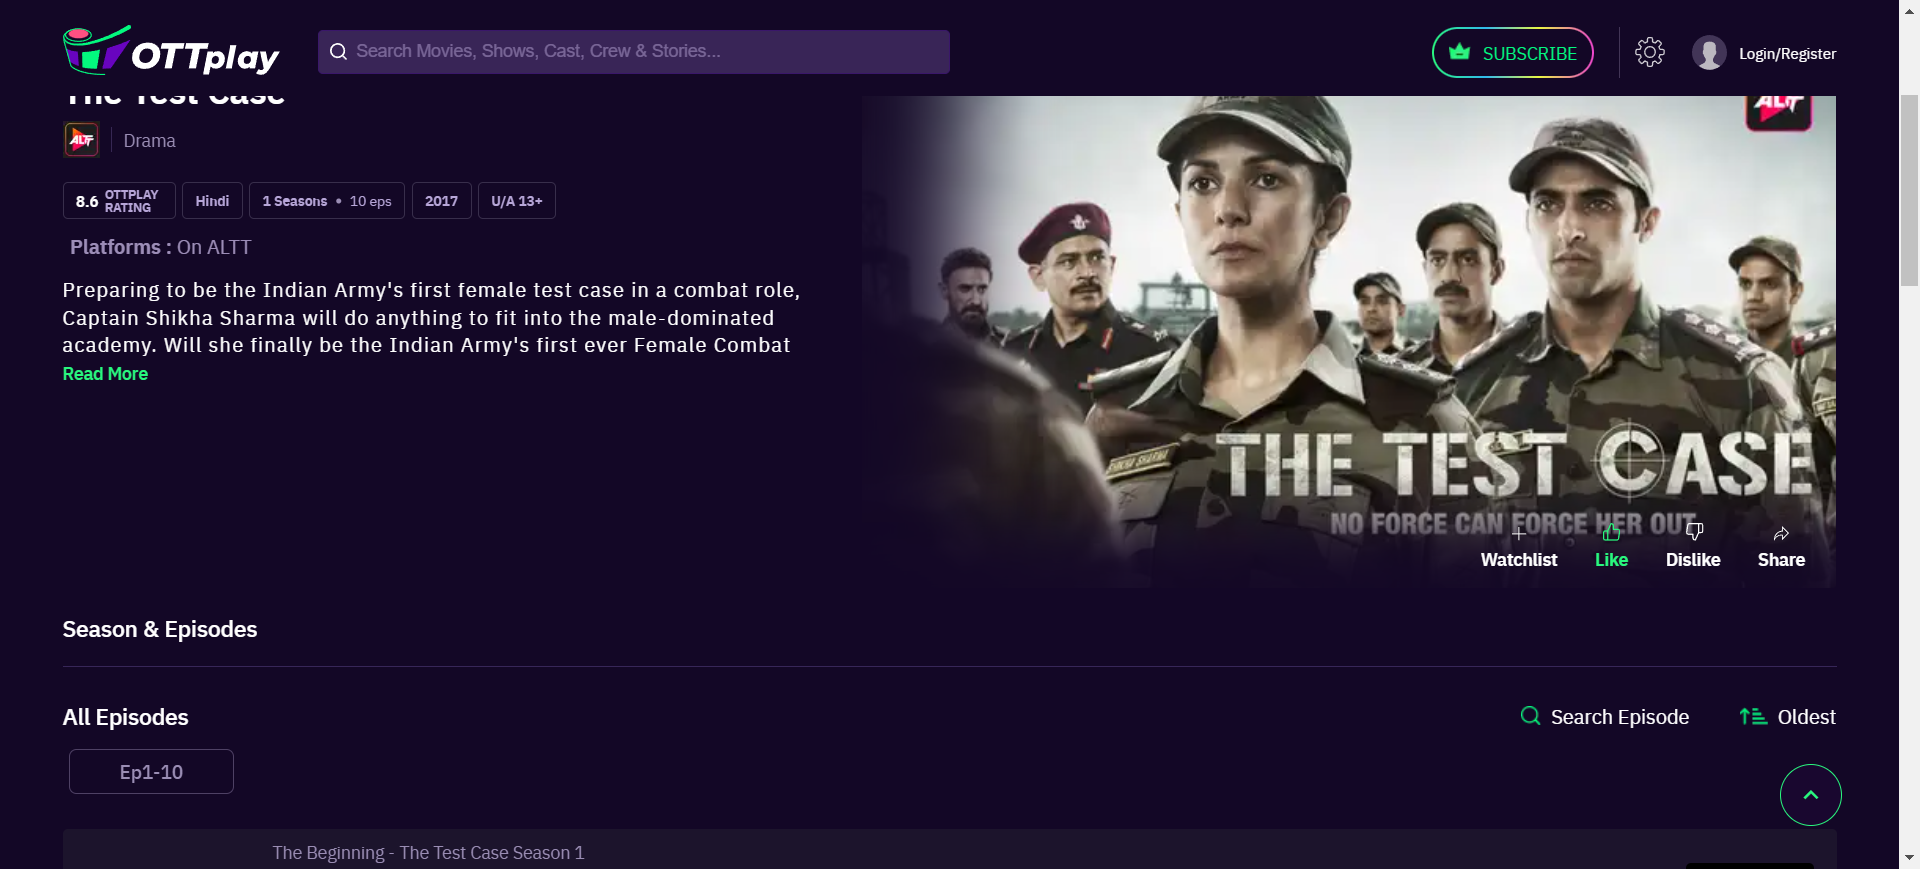 OTTplay
Search Movies, Shows, Cast, Crew & Stories...
SUBSCRIBE
Login/Register
The Test Case
ALTT
ALTT
Drama
8.6 OTTPLAY RATING
Hindi
1 Seasons • 10 eps
2017
U/A 13+
Platforms : On ALTT
Preparing to be the Indian Army's first female test case in a combat role,
Captain Shikha Sharma will do anything to fit into the male-dominated
academy. Will she finally be the Indian Army's first ever Female Combat
Read More
SHIKHA SHARMA
THE TEST CASE
NO FORCE CAN FORCE HER OUT
Watchlist
Like
Dislike
Share
Season & Episodes
All Episodes
Search Episode
Oldest
Ep1-10
The Beginning - The Test Case Season 1